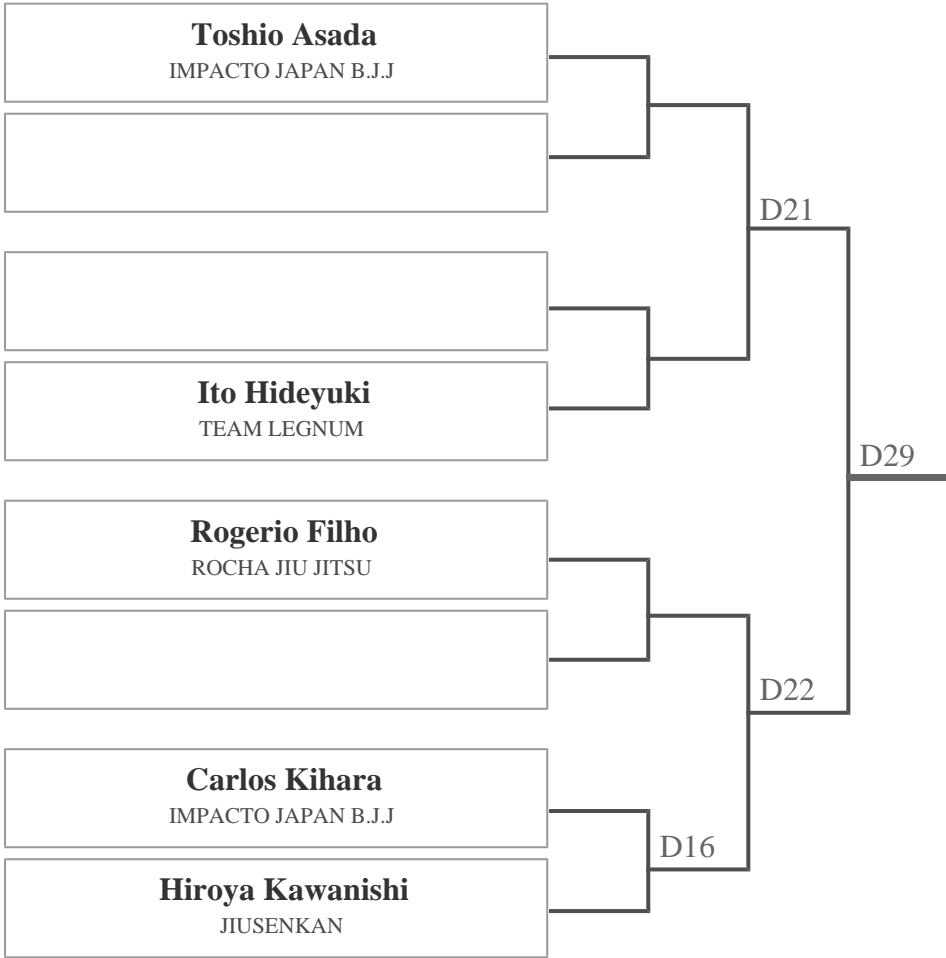 Toshio Asada
IMPACTO JAPAN B.J.J
D21
Ito Hideyuki
TEAM LEGNUM
D29
Rogerio Filho
ROCHA JIU JITSU
D22
Carlos Kihara
IMPACTO JAPAN B.J.J
D16
Hiroya Kawanishi
JIUSENKAN